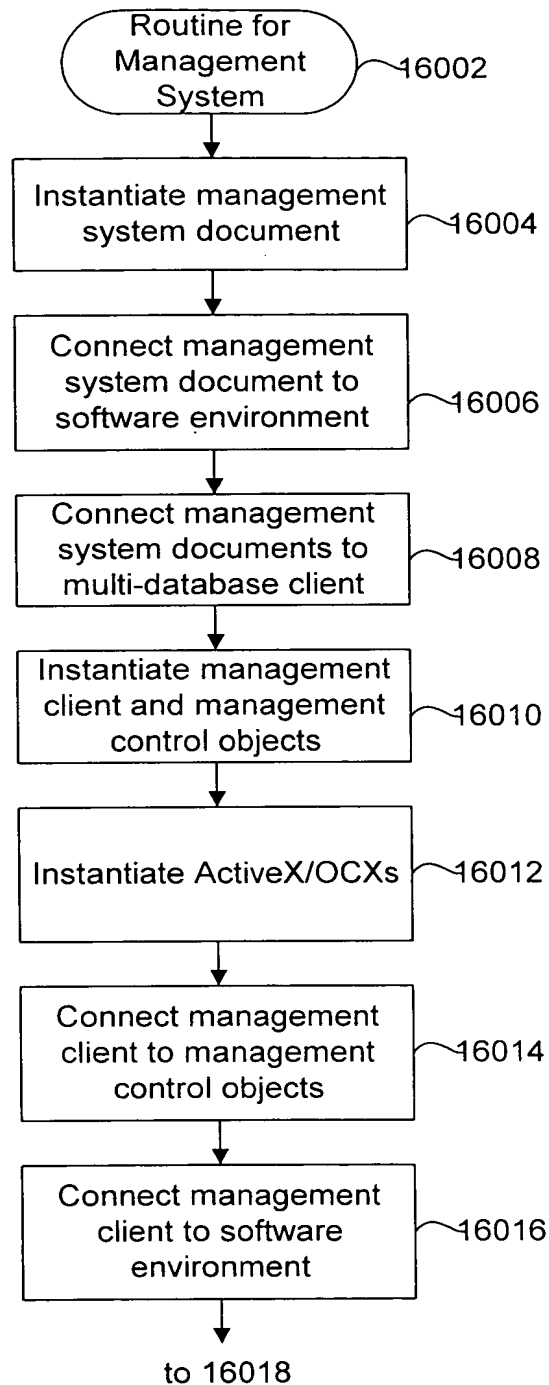 Routine for
Management
System
16002
Instantiate management
system document
16004
Connect management
system document to
software environment
16006
Connect management
system documents to
multi-database client
16008
Instantiate management
client and management
control objects
16010
Instantiate ActiveX/OCXs
16012
Connect management
client to management
control objects
16014
Connect management
client to software
environment
16016
to 16018